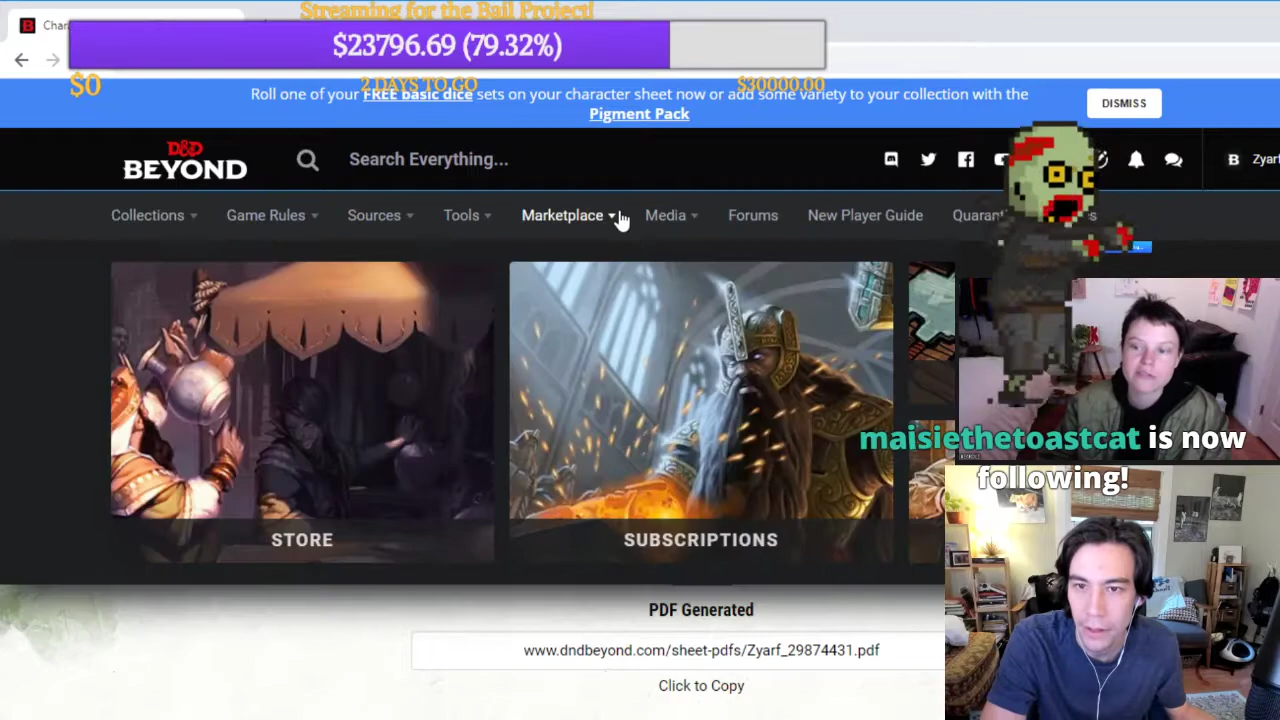 Streaming for the Bail Project!
Char
$23796.69 (79.32%)
$0
2 DAYS TO GO
$30000.00
Roll one of your FREE basic dice sets on your character sheet now or add some variety to your collection with the
Pigment Pack
DISMISS
D&D
BEYOND
Search Everything...
B
Zyarf
Collections
Game Rules
Sources
Tools
Marketplace
Media
Forums
New Player Guide
STORE
SUBSCRIPTIONS
maisiethetoastcat is now
following!
PDF Generated
www.dndbeyond.com/sheet-pdfs/Zyarf_29874431.pdf
Click to Copy